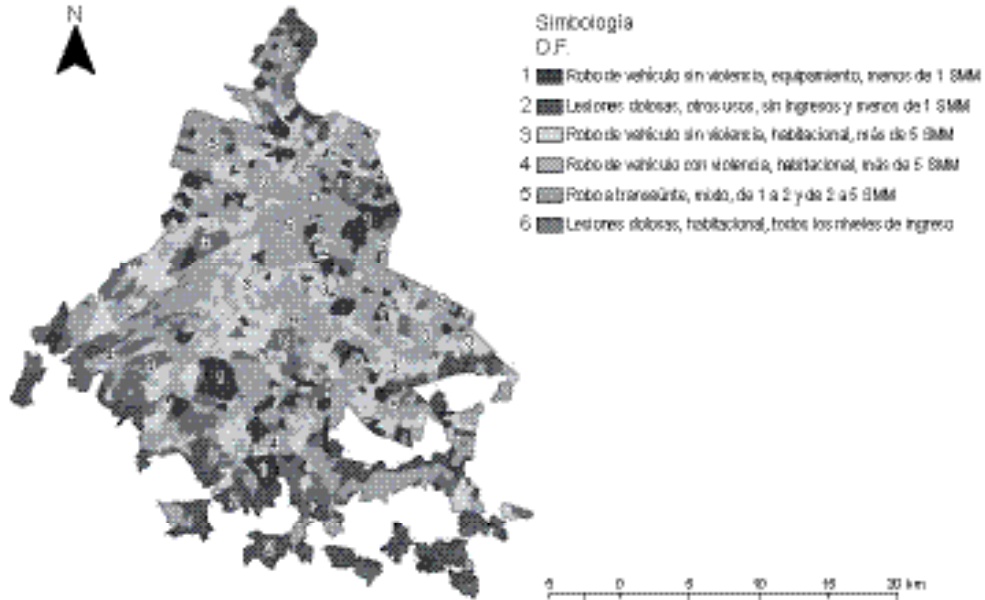 N
Simbología
D.F.
1 Robo de vehículo sin violencia, equipamiento, menos de 1 SMM
2 Lesiones dolosas, otros usos, sin ingresos y menos de 1 SMM
3 Robo de vehículo sin violencia, habitacional, más de 5 SMM
4 Robo de vehículo con violencia, habitacional, más de 5 SMM
5 Robo a transeúnte, mixto, de 1 a 2 y de 2 a 5 SMM
6 Lesiones dolosas, habitacional, todos los niveles de ingreso
5 0 5 10 15 20 km